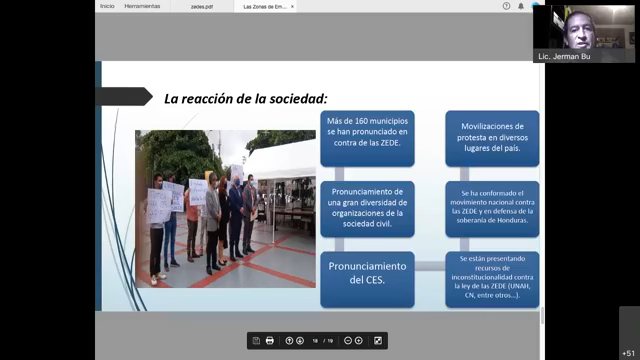 Inicio
Herramientas
zedes.pdf
Las Zonas de Em...
Lic. Jerman Bu
La reacción de la sociedad:
Más de 160 municipios
se han pronunciado en
contra de las ZEDE.
Pronunciamiento de
una gran diversidad de
organizaciones de la
sociedad civil.
Pronunciamiento
del CES.
Movilizaciones de
protesta en diversos
lugares del país.
Se ha conformado el
movimiento nacional contra
las ZEDE y en defensa de la
soberanía de Honduras.
Se están presentando
recursos de
inconstitucionalidad contra
la ley de las ZEDE (UNAH,
CN, entre otros...).
18 / 19
+51